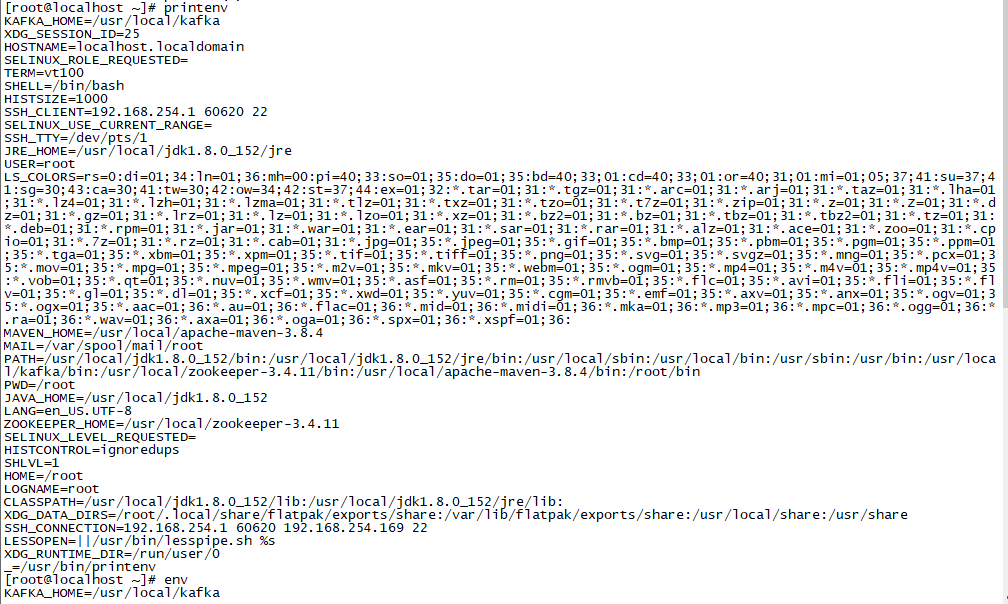 [root@localhost ~]# printenv
KAFKA_HOME=/usr/local/kafka
XDG_SESSION_ID=25
HOSTNAME=localhost.localdomain
SELINUX_ROLE_REQUESTED=
TERM=vt100
SHELL=/bin/bash
HISTSIZE=1000
SSH_CLIENT=192.168.254.1 60620 22
SELINUX_USE_CURRENT_RANGE=
SSH_TTY=/dev/pts/1
JRE_HOME=/usr/local/jdk1.8.0_152/jre
USER=root
LS_COLORS=rs=0:di=01;34:ln=01;36:mh=00:pi=40;33:so=01;35:do=01;35:bd=40;33;01:cd=40;33;01:or=40;31;01:mi=01;05;37;41:su=37;4
1:sg=30;43:ca=30;41:tw=30;42:ow=34;42:st=37;44:ex=01;32:*.tar=01;31:*.tgz=01;31:*.arc=01;31:*.arj=01;31:*.taz=01;31:*.lha=01
;31:*.lz4=01;31:*.lzh=01;31:*.lzma=01;31:*.tlz=01;31:*.txz=01;31:*.tzo=01;31:*.t7z=01;31:*.zip=01;31:*.z=01;31:*.z=01;31:*.d
z=01;31:*.gz=01;31:*.lrz=01;31:*.lz=01;31:*.lzo=01;31:*.xz=01;31:*.bz2=01;31:*.bz=01;31:*.tbz=01;31:*.tbz2=01;31:*.tz=01;31:
*.deb=01;31:*.rpm=01;31:*.jar=01;31:*.war=01;31:*.ear=01;31:*.sar=01;31:*.rar=01;31:*.alz=01;31:*.ace=01;31:*.zoo=01;31:*.cp
io=01;31:*.7z=01;31:*.rz=01;31:*.cab=01;31:*.jpg=01;35:*.jpeg=01;35:*.gif=01;35:*.bmp=01;35:*.pbm=01;35:*.pgm=01;35:*.ppm=01
;35:*.tga=01;35:*.xbm=01;35:*.xpm=01;35:*.tif=01;35:*.tiff=01;35:*.png=01;35:*.svg=01;35:*.svgz=01;35:*.mng=01;35:*.pcx=01;3
5:*.mov=01;35:*.mpg=01;35:*.mpeg=01;35:*.m2v=01;35:*.mkv=01;35:*.webm=01;35:*.ogm=01;35:*.mp4=01;35:*.m4v=01;35:*.mp4v=01;35
:*.vob=01;35:*.qt=01;35:*.nuv=01;35:*.wmv=01;35:*.asf=01;35:*.rm=01;35:*.rmvb=01;35:*.flc=01;35:*.avi=01;35:*.fli=01;35:*.fl
v=01;35:*.gl=01;35:*.dl=01;35:*.xcf=01;35:*.xwd=01;35:*.yuv=01;35:*.cgm=01;35:*.emf=01;35:*.axv=01;35:*.anx=01;35:*.ogv=01;3
5:*.ogx=01;35:*.aac=01;36:*.au=01;36:*.flac=01;36:*.mid=01;36:*.midi=01;36:*.mka=01;36:*.mp3=01;36:*.mpc=01;36:*.ogg=01;36:*
.ra=01;36:*.wav=01;36:*.axa=01;36:*.oga=01;36:*.spx=01;36:*.xspf=01;36:
MAVEN_HOME=/usr/local/apache-maven-3.8.4
MAIL=/var/spool/mail/root
PATH=/usr/local/jdk1.8.0_152/bin:/usr/local/jdk1.8.0_152/jre/bin:/usr/local/sbin:/usr/local/bin:/usr/sbin:/usr/bin:/usr/loca
l/kafka/bin:/usr/local/zookeeper-3.4.11/bin:/usr/local/apache-maven-3.8.4/bin:/root/bin
PWD=/root
JAVA_HOME=/usr/local/jdk1.8.0_152
LANG=en_US.UTF-8
ZOOKEEPER_HOME=/usr/local/zookeeper-3.4.11
SELINUX_LEVEL_REQUESTED=
HISTCONTROL=ignoredups
SHLVL=1
HOME=/root
LOGNAME=root
CLASSPATH=/usr/local/jdk1.8.0_152/lib:/usr/local/jdk1.8.0_152/jre/lib:
XDG_DATA_DIRS=/root/.local/share/flatpak/exports/share:/var/lib/flatpak/exports/share:/usr/local/share:/usr/share
SSH_CONNECTION=192.168.254.1 60620 192.168.254.169 22
LESSOPEN=||/usr/bin/lesspipe.sh %s
XDG_RUNTIME_DIR=/run/user/0
_=/usr/bin/printenv
[root@localhost ~]# env
KAFKA_HOME=/usr/local/kafka